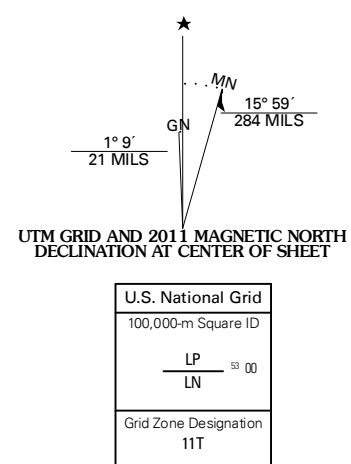 ★
MN
GN
15° 59´
284 MILS
1° 9´
21 MILS
UTM GRID AND 2011 MAGNETIC NORTH
DECLINATION AT CENTER OF SHEET
U.S. National Grid
100,000-m Square ID
LP
53 00
LN
Grid Zone Designation
11T